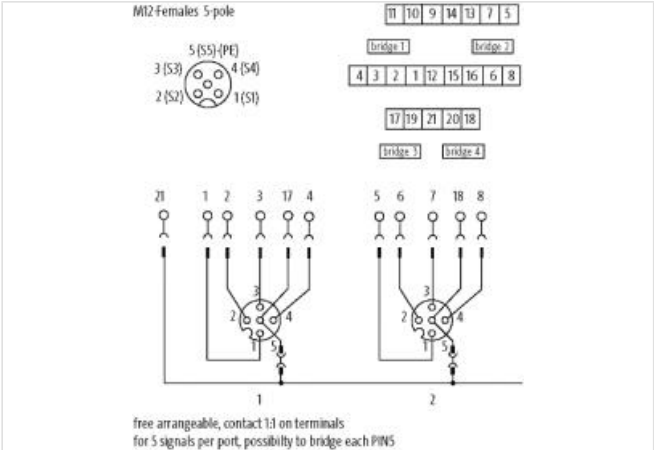 M12-Females 5-pole
11 10 9 14 13 7 5
bridge 1 bridge 2
5 (S5)-(PE)
3 (S3) 4 (S4)
4 3 2 1 12 15 16 6 8
2 (S2) 1 (S1)
17 19 21 20 18
bridge 3 bridge 4
21 1 2 3 17 4 5 6 7 18 8
3 3
2 4 2 4
1 5 1 5
1 2
free arrangeable, contact 1:1 on terminals
for 5 signals per port, possibilty to bridge each PIN5